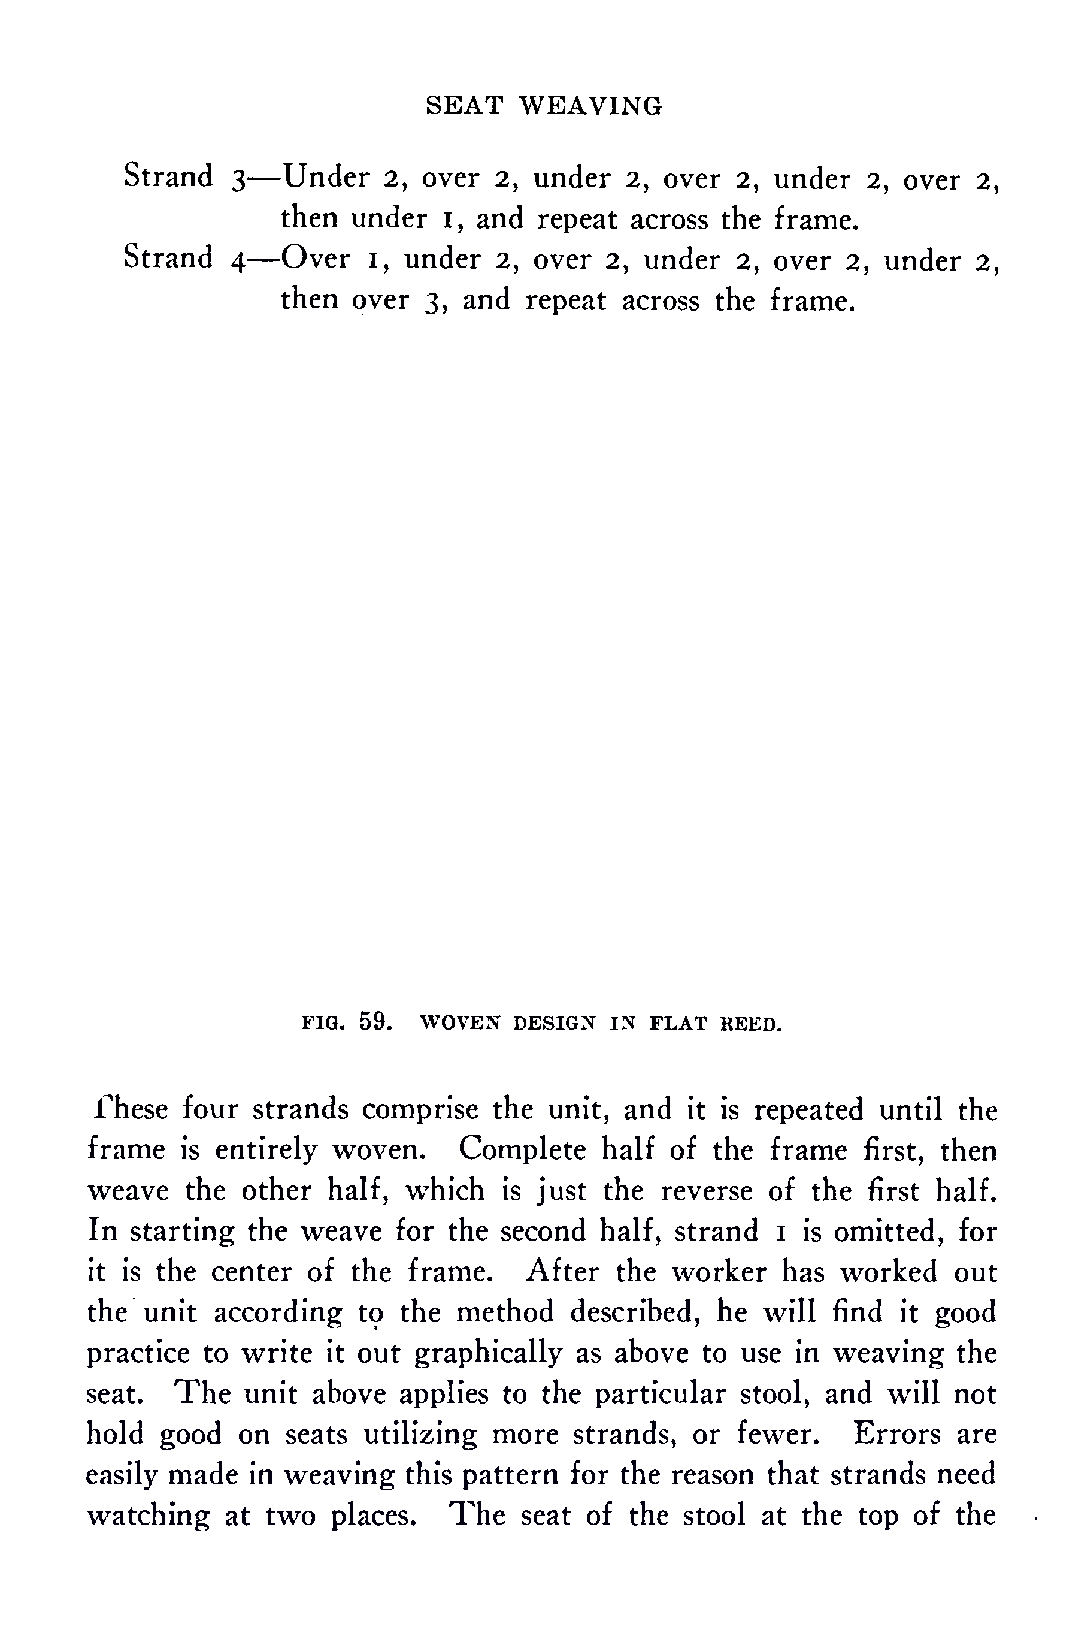 SEAT WEAVING
Strand 3—Under 2, over 2, under 2, over 2, under 2, over 2,
then under 1, and repeat across the frame.
Strand 4—Over 1, under 2, over 2, under 2, over 2, under 2,
then over 3, and repeat across the frame.
FIG. 59. WOVEN DESIGN IN FLAT REED.
These four strands comprise the unit, and it is repeated until the
frame is entirely woven. Complete half of the frame first, then
weave the other half, which is just the reverse of the first half.
In starting the weave for the second half, strand 1 is omitted, for
it is the center of the frame. After the worker has worked out
the unit according to the method described, he will find it good
practice to write it out graphically as above to use in weaving the
seat. The unit above applies to the particular stool, and will not
hold good on seats utilizing more strands, or fewer. Errors are
easily made in weaving this pattern for the reason that strands need
watching at two places. The seat of the stool at the top of the